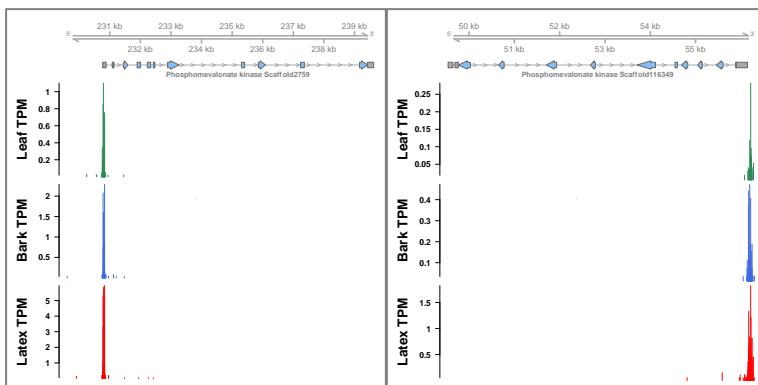 231 kb 233 kb 235 kb 237 kb 239 kb
5' 3'
232 kb 234 kb 236 kb 238 kb
Phosphomevalonate kinase Scaffold2759
Leaf TPM
1
0.8
0.6
0.4
0.2
Bark TPM
2
1.5
1
0.5
Latex TPM
5
4
3
2
1
50 kb 52 kb 54 kb
5' 3'
51 kb 53 kb 55 kb
Phosphomevalonate kinase Scaffold116349
Leaf TPM
0.25
0.2
0.15
0.1
0.05
Bark TPM
0.4
0.3
0.2
0.1
Latex TPM
1.5
1
0.5